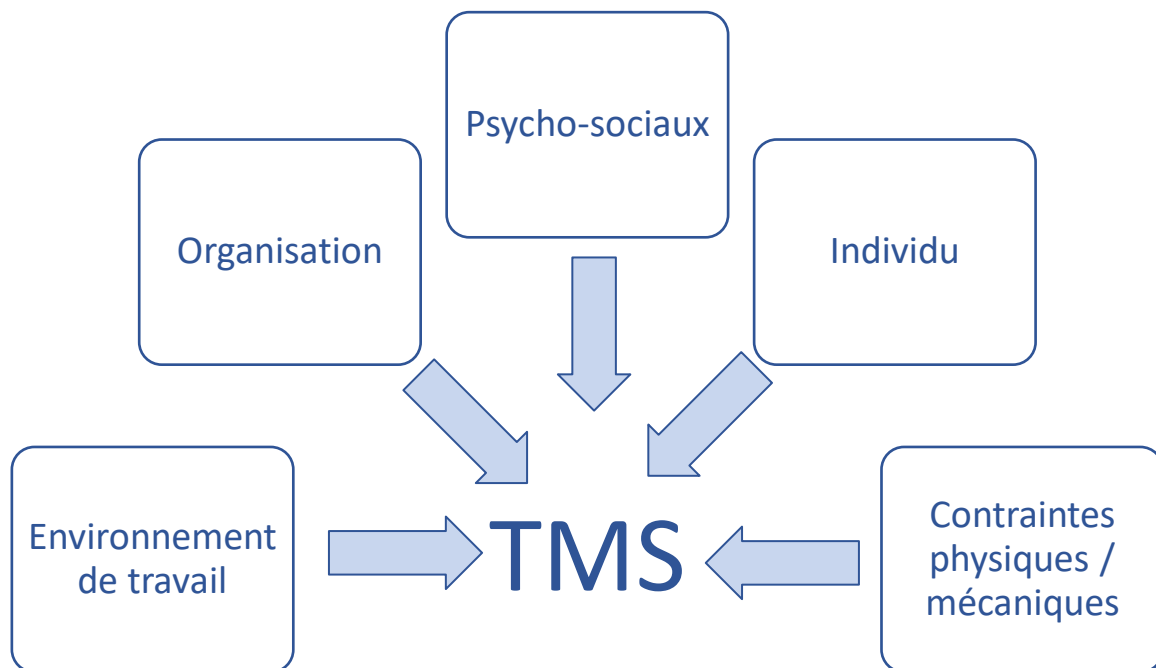 Psycho-sociaux
Organisation
Individu
Environnement
de travail
TMS
Contraintes
physiques /
mécaniques